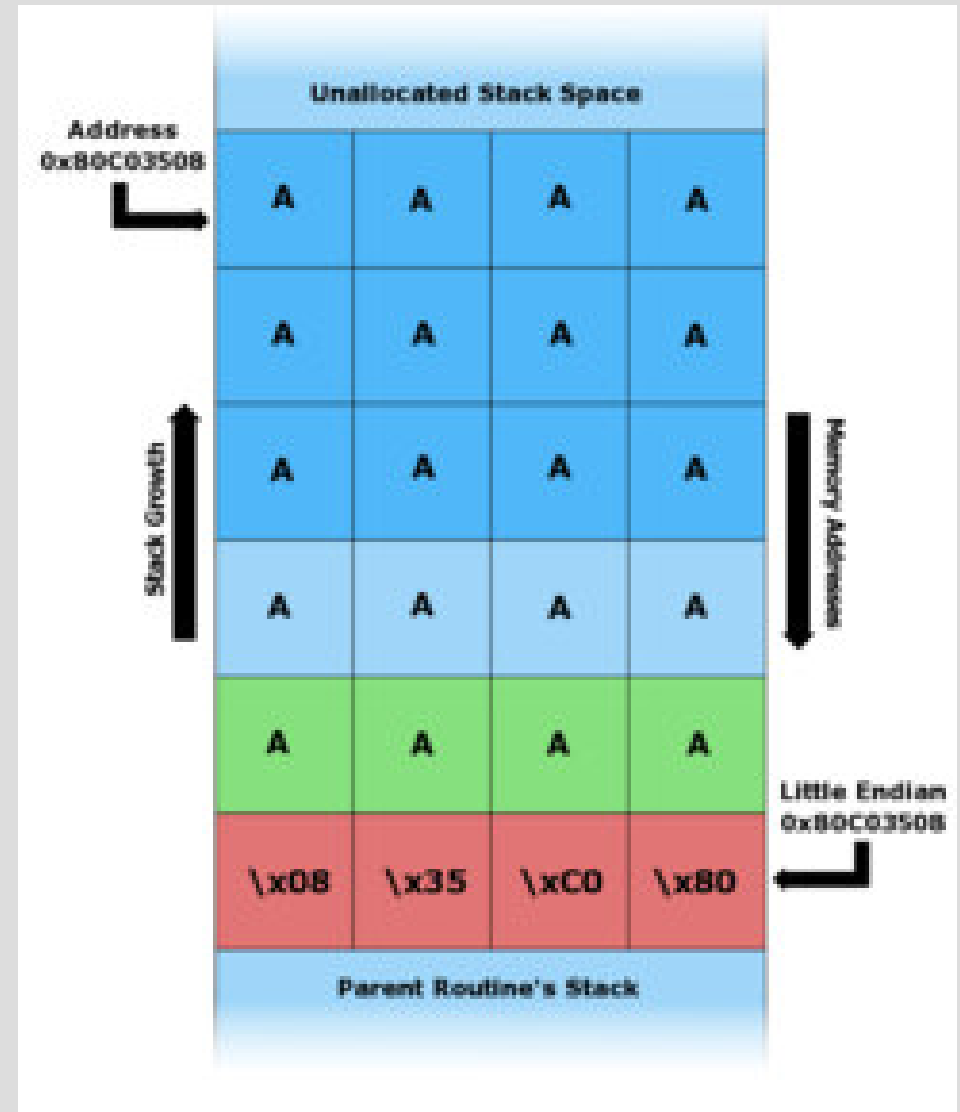 Unallocated Stack Space
Address
0x80C03508
A A A A
A A A A
A A A A
Stack Growth
Memory Addresses
A A A A
A A A A
Little Endian
0x80C03508
\x08 \x35 \xC0 \x80
Parent Routine's Stack